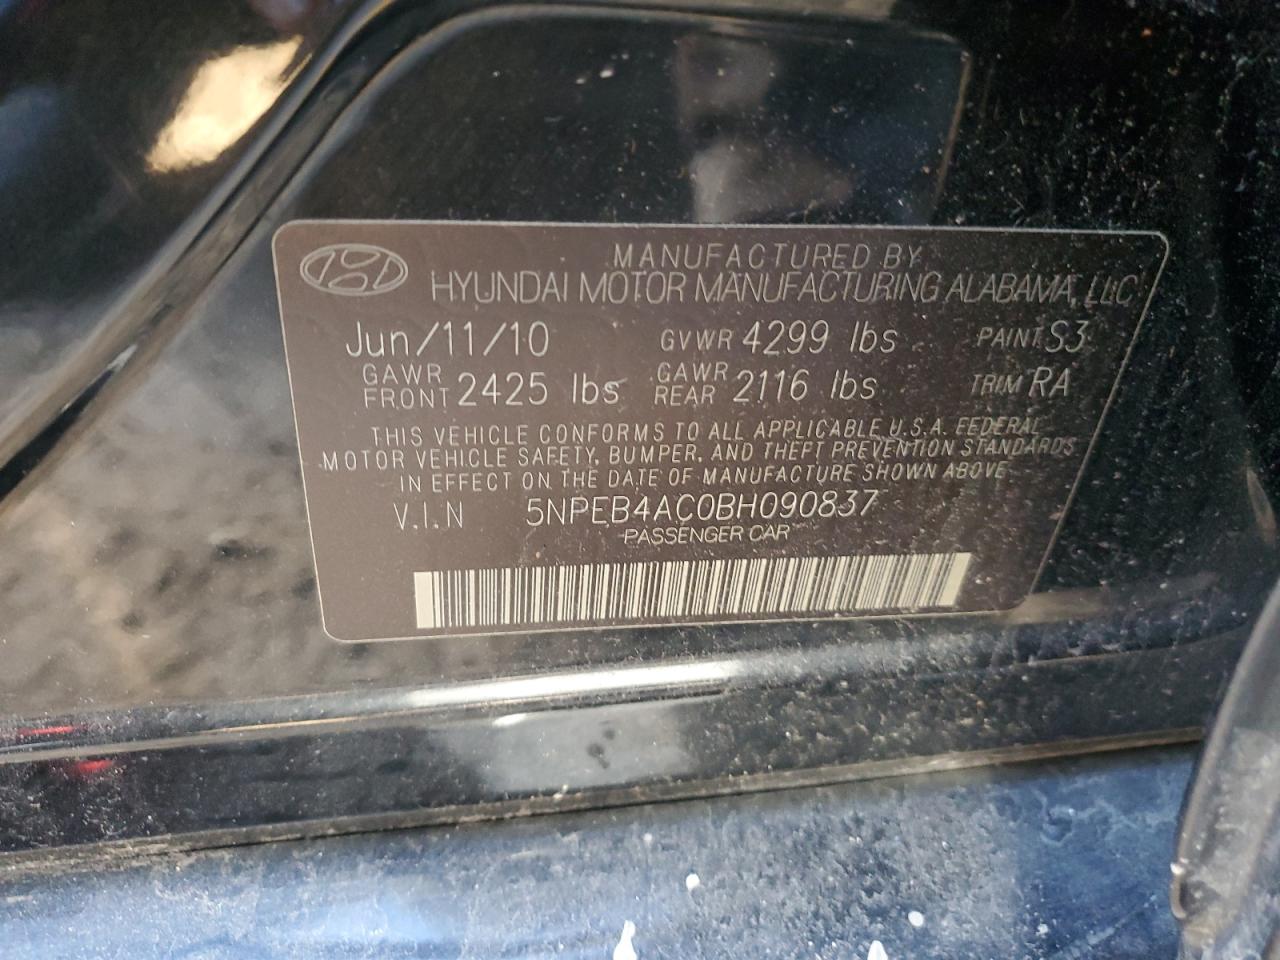 MANUFACTURED BY
HYUNDAI MOTOR MANUFACTURING ALABAMA, LLC
Jun/11/10 GVWR 4299 lbs PAINT S3
GAWR FRONT 2425 lbs GAWR REAR 2116 lbs TRIM RA
THIS VEHICLE CONFORMS TO ALL APPLICABLE U.S.A. FEDERAL
MOTOR VEHICLE SAFETY, BUMPER, AND THEFT PREVENTION STANDARDS
IN EFFECT ON THE DATE OF MANUFACTURE SHOWN ABOVE.
V.I.N 5NPEB4AC0BH090837
PASSENGER CAR